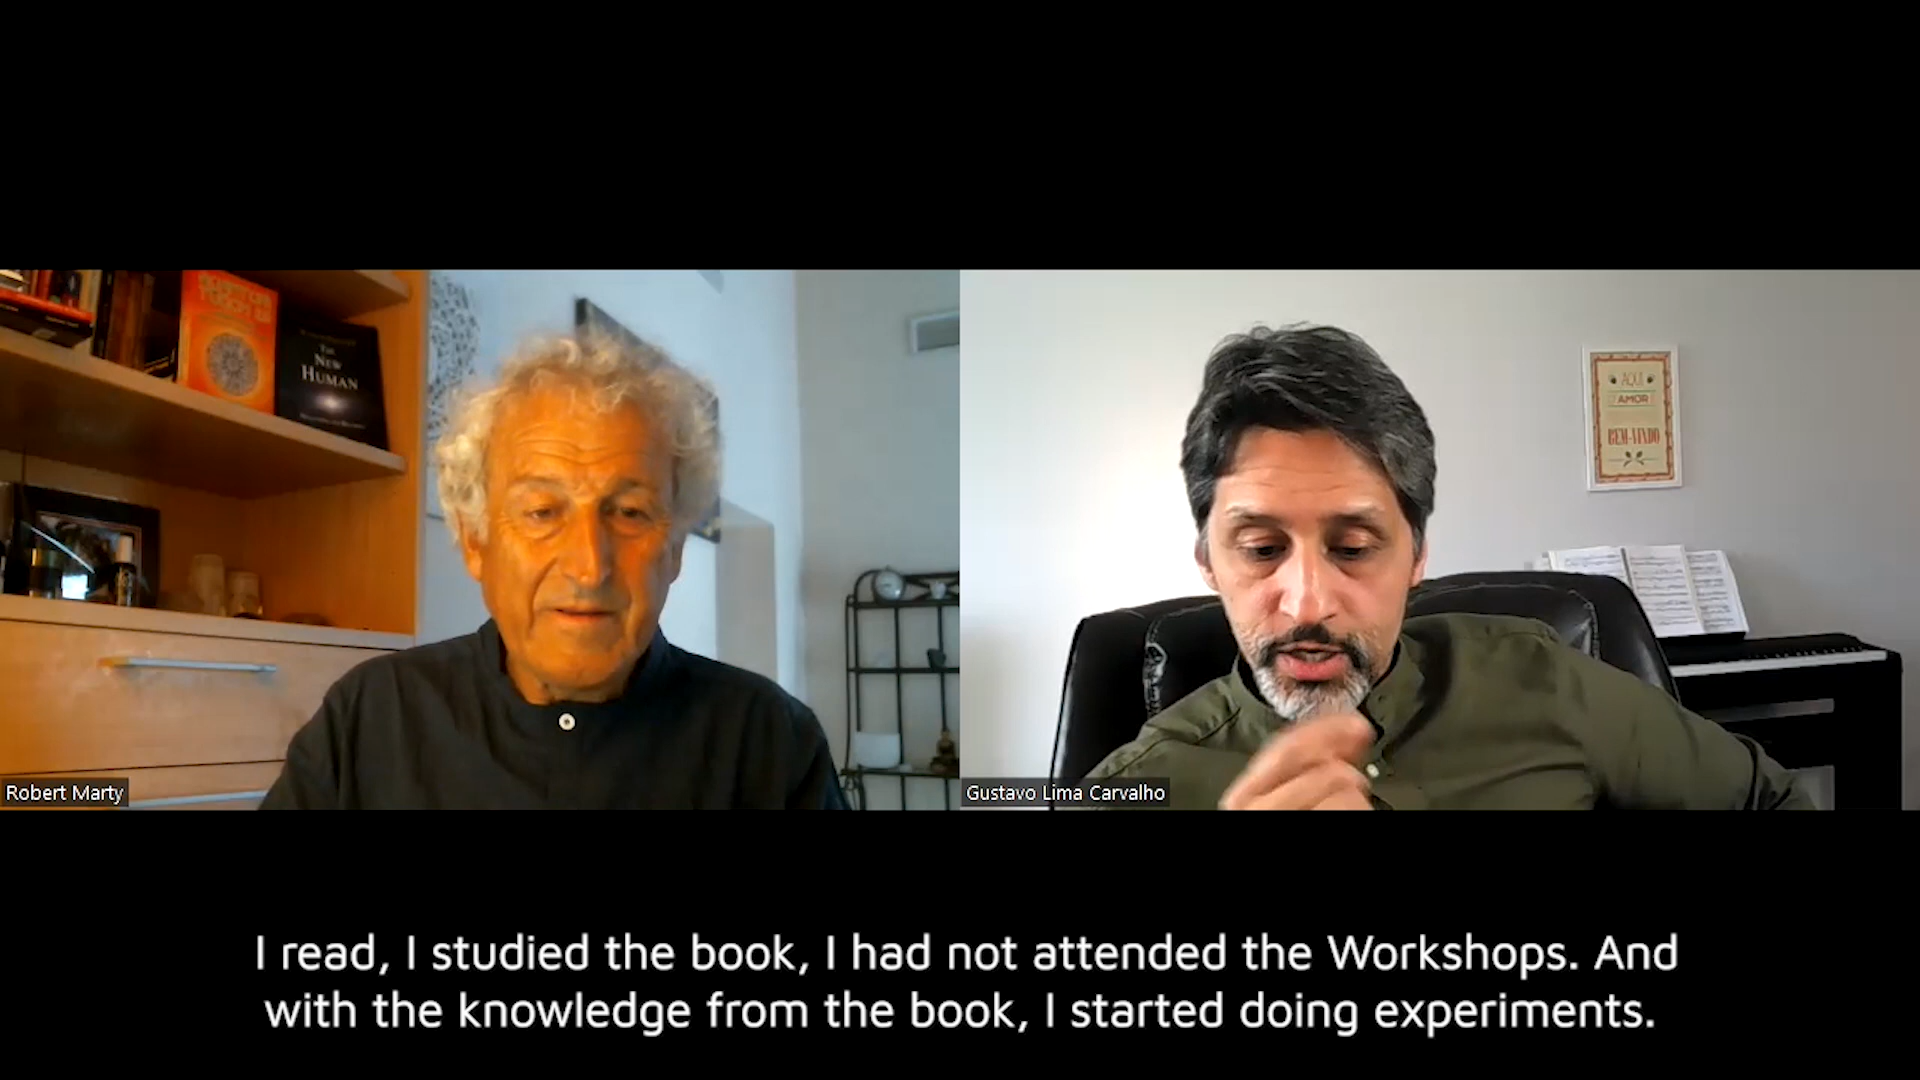 THE
NEW
HUMAN
AQUI
AMOR
BEM-VINDO
Robert Marty
Gustavo Lima Carvalho
I read, I studied the book, I had not attended the Workshops. And
with the knowledge from the book, I started doing experiments.